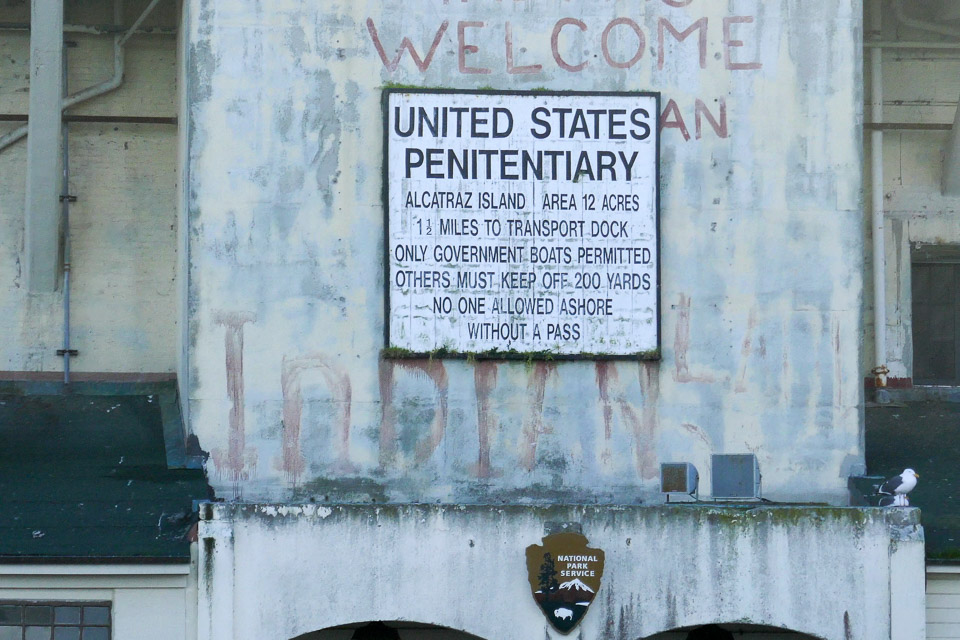 WELCOME
UNITED STATES
PENITENTIARY
ALCATRAZ ISLAND AREA 12 ACRES
1½ MILES TO TRANSPORT DOCK
ONLY GOVERNMENT BOATS PERMITTED
OTHERS MUST KEEP OFF 200 YARDS
NO ONE ALLOWED ASHORE
WITHOUT A PASS
INDIAN
NATIONAL
PARK
SERVICE